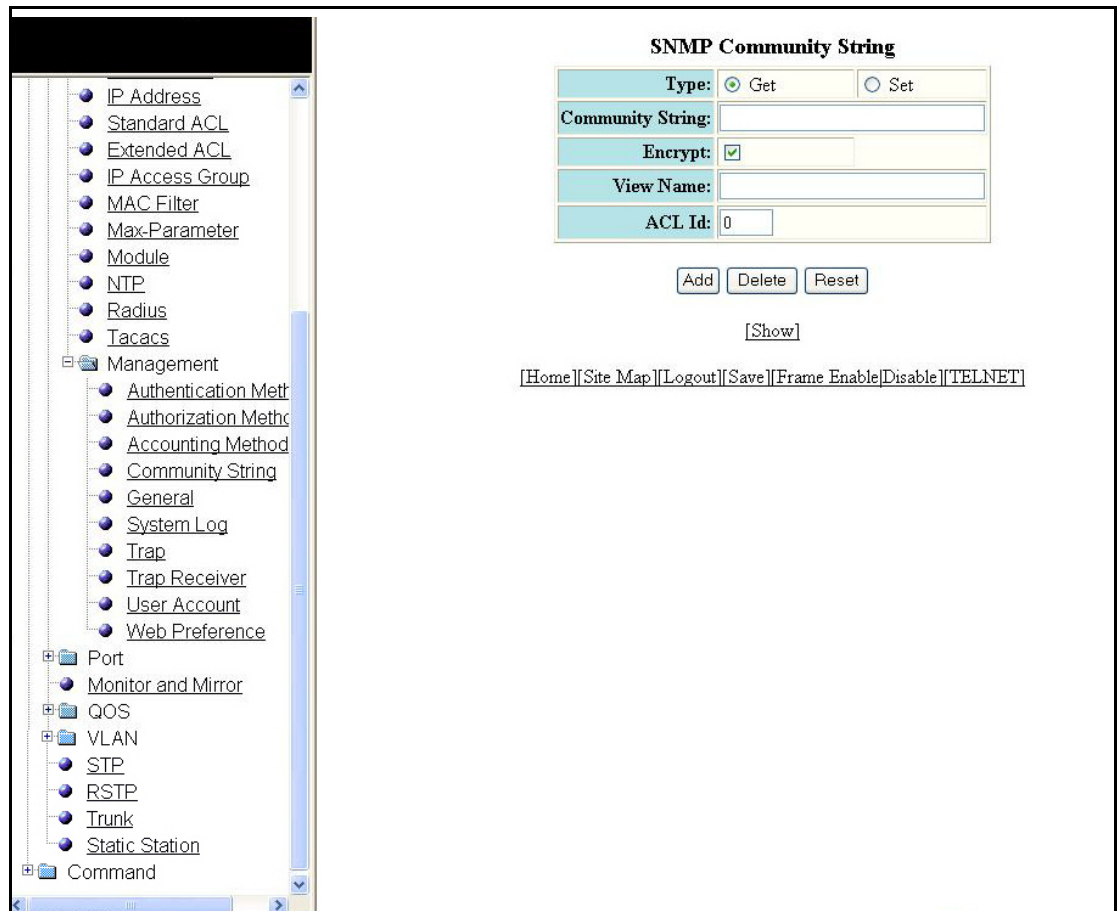 IP Address
Standard ACL
Extended ACL
IP Access Group
MAC Filter
Max-Parameter
Module
NTP
Radius
Tacacs
Management
Authentication Meth
Authorization Metho
Accounting Method
Community String
General
System Log
Trap
Trap Receiver
User Account
Web Preference
Port
Monitor and Mirror
QOS
VLAN
STP
RSTP
Trunk
Static Station
Command
SNMP Community String
Type: Get Set
Community String:
Encrypt:
View Name:
ACL Id: 0
Add Delete Reset
[Show]
[Home][Site Map][Logout][Save][Frame Enable|Disable][TELNET]